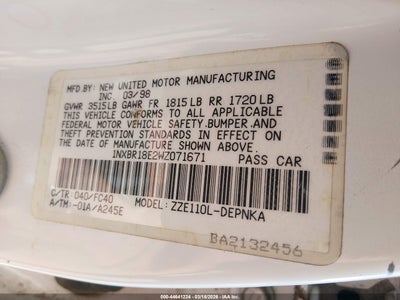 MFD.BY: NEW UNITED MOTOR MANUFACTURING
INC 03/98
GVWR 3515LB GAWR FR 1815LB RR 1720LB
THIS VEHICLE CONFORMS TO ALL APPLICABLE
FEDERAL MOTOR VEHICLE SAFETY.BUMPER.AND
THEFT PREVENTION STANDARDS IN EFFECT ON
THE DATE OF MANUFACTURE SHOWN ABOVE.
1NXBR18E2WZ071671 PASS CAR
C/TR 040/FC40 MODEL: ZZE110L-DEPNKA
A/TM: -01A/A245E
BA2132456
000-44641234 - 03/18/2026 - IAA Inc.